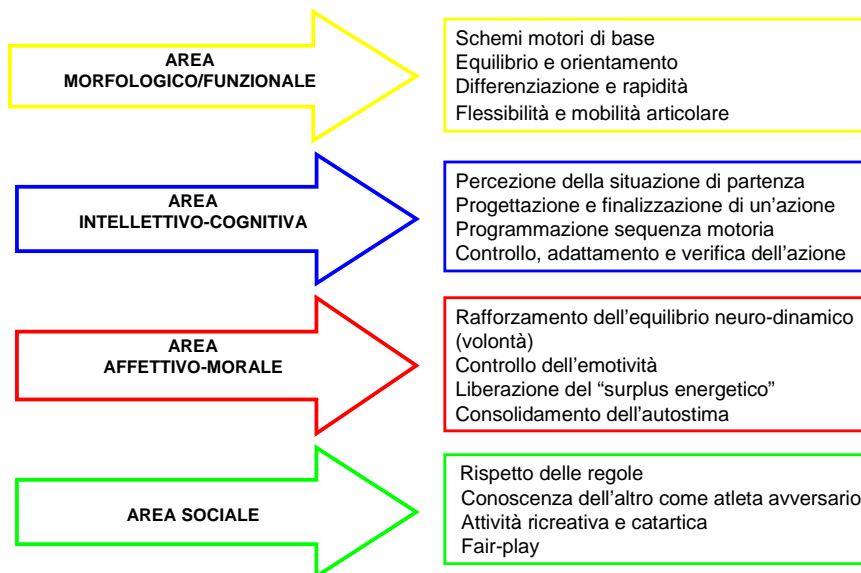 AREA
MORFOLOGICO/FUNZIONALE
Schemi motori di base
Equilibrio e orientamento
Differenziazione e rapidità
Flessibilità e mobilità articolare
AREA
INTELLETTIVO-COGNITIVA
Percezione della situazione di partenza
Progettazione e finalizzazione di un’azione
Programmazione sequenza motoria
Controllo, adattamento e verifica dell’azione
AREA
AFFETTIVO-MORALE
Rafforzamento dell’equilibrio neuro-dinamico
(volontà)
Controllo dell’emotività
Liberazione del “surplus energetico”
Consolidamento dell’autostima
AREA SOCIALE
Rispetto delle regole
Conoscenza dell’altro come atleta avversario
Attività ricreativa e catartica
Fair-play